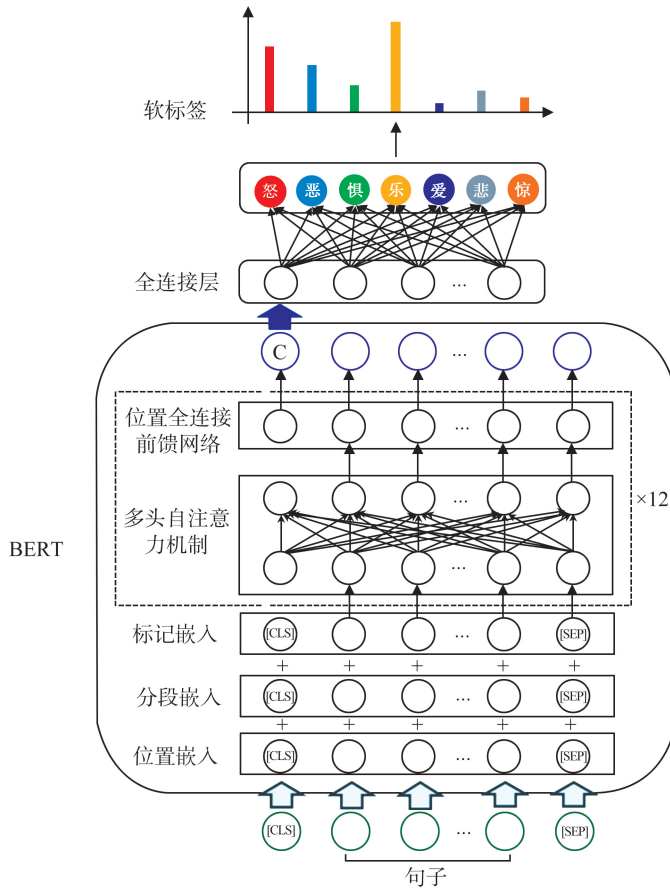 软标签
怒 恶 惧 乐 爱 悲 惊
全连接层
...
C
...
位置全连接
前馈网络
...
×12
多头自注意
力机制
...
...
BERT
标记嵌入
[CLS] ... [SEP]
+ + + + +
分段嵌入
[CLS] ... [SEP]
+ + + + +
位置嵌入
[CLS] ... [SEP]
[CLS] ... [SEP]
句子